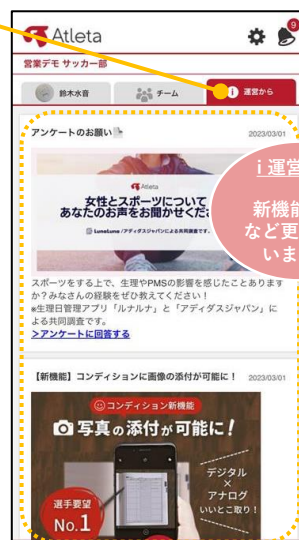 Atleta
9
営業デモ サッカー部
鈴木水音
チーム
i 運営から
アンケートのお願い
2023/03/01
Atleta
女性とスポーツについて
あなたのお声をお聞かせくだ
LunaLuna /アディダスジャパンによる共同調査です。
i 運営
新機能
など更
いま
スポーツをする上で、生理やPMSの影響を感じたことあります
か？みなさんの経験をぜひ教えてください！
※生理日管理アプリ「ルナルナ」と「アディダスジャパン」に
よる共同調査です。
＞アンケートに回答する
【新機能】コンディションに画像の添付が可能に！
2023/03/01
コンディション新機能
写真の添付が可能に！
デジタル
×
アナログ
いいとこ取り！
選手要望
No.1